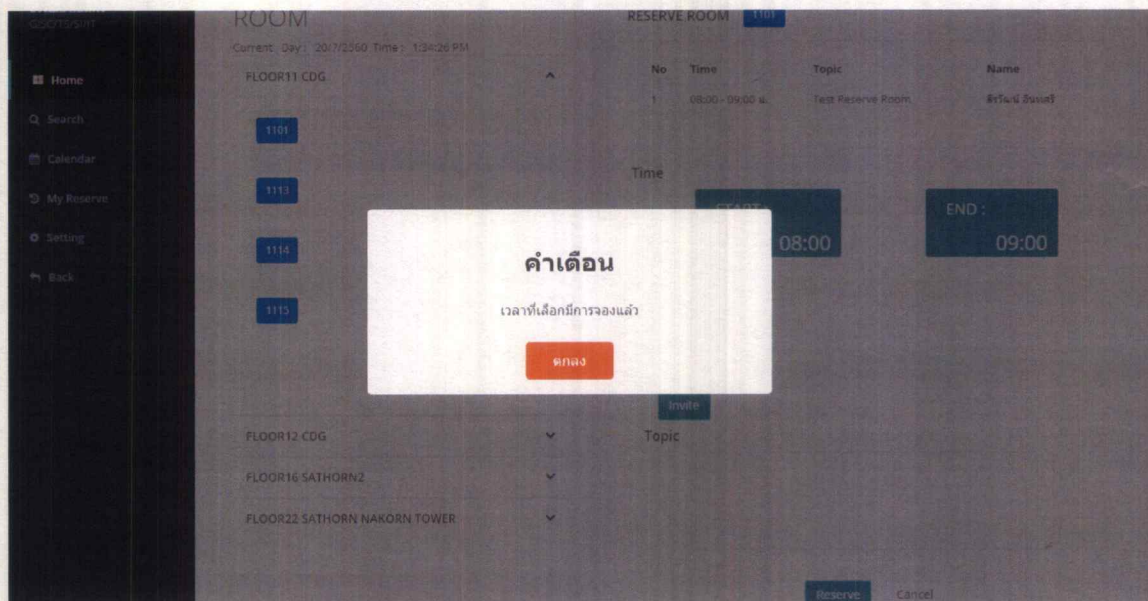 ROOM
Current Day : 20/7/2560 Time : 1:34:26 PM
Home
Search
Calendar
My Reserve
Setting
Back
FLOOR11 CDG
1101
1113
1114
1115
FLOOR12 CDG
FLOOR16 SATHORN2
FLOOR22 SATHORN NAKORN TOWER
RESERVE ROOM 1101
No Time Topic Name
1 08:00 - 09:00 น. Test Reserve Room
Time
START :
08:00
END :
09:00
คำเตือน
เวลาที่เลือกมีการจองแล้ว
ตกลง
Invite
Topic
Reserve Cancel